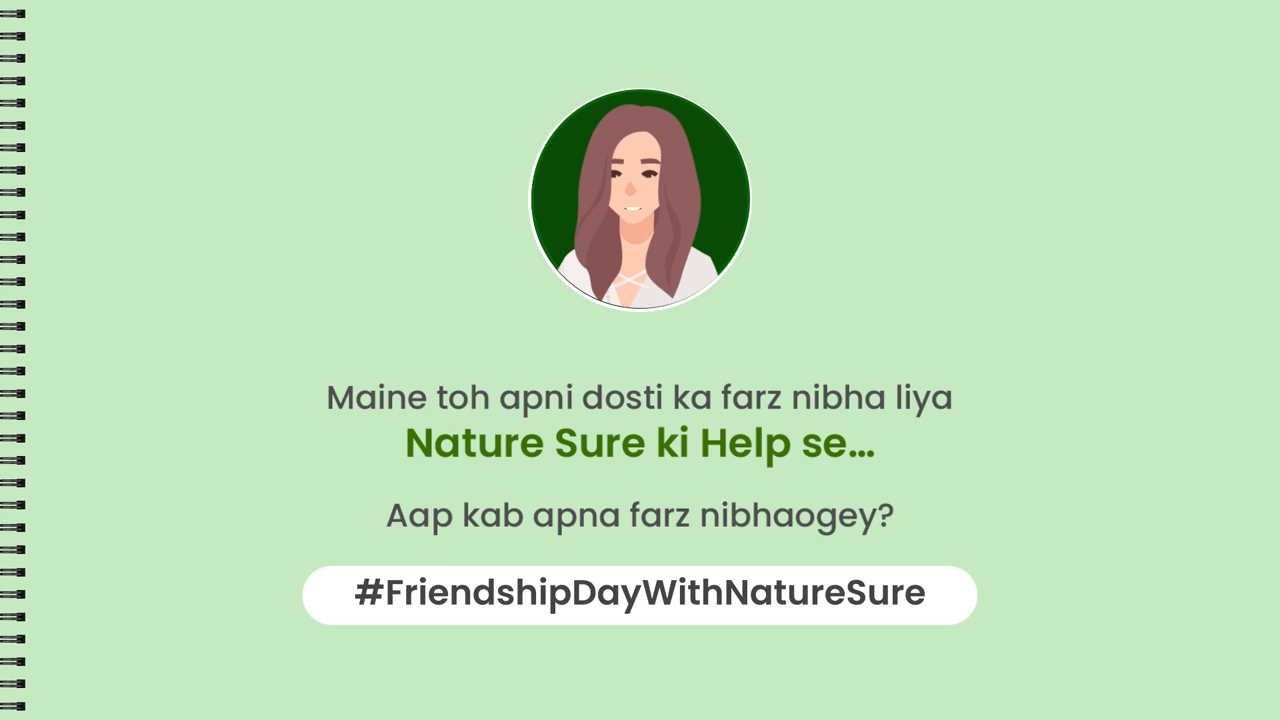 Maine toh apni dosti ka farz nibha liya
Nature Sure ki Help se...
Aap kab apna farz nibhaogey?
#FriendshipDayWithNatureSure